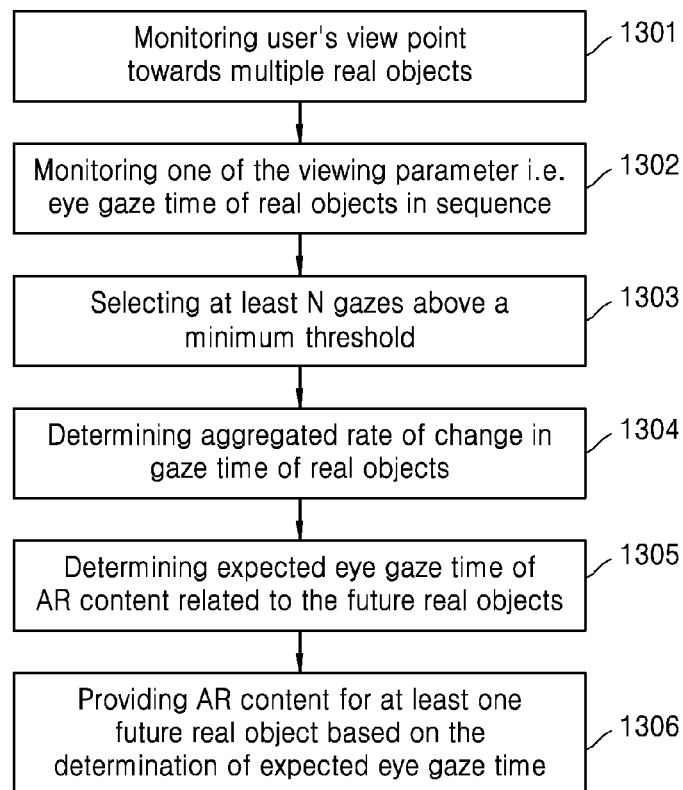 Monitoring user's view point
towards multiple real objects
1301
Monitoring one of the viewing parameter i.e.
eye gaze time of real objects in sequence
1302
Selecting at least N gazes above a
minimum threshold
1303
Determining aggregated rate of change in
gaze time of real objects
1304
Determining expected eye gaze time of
AR content related to the future real objects
1305
Providing AR content for at least one
future real object based on the
determination of expected eye gaze time
1306